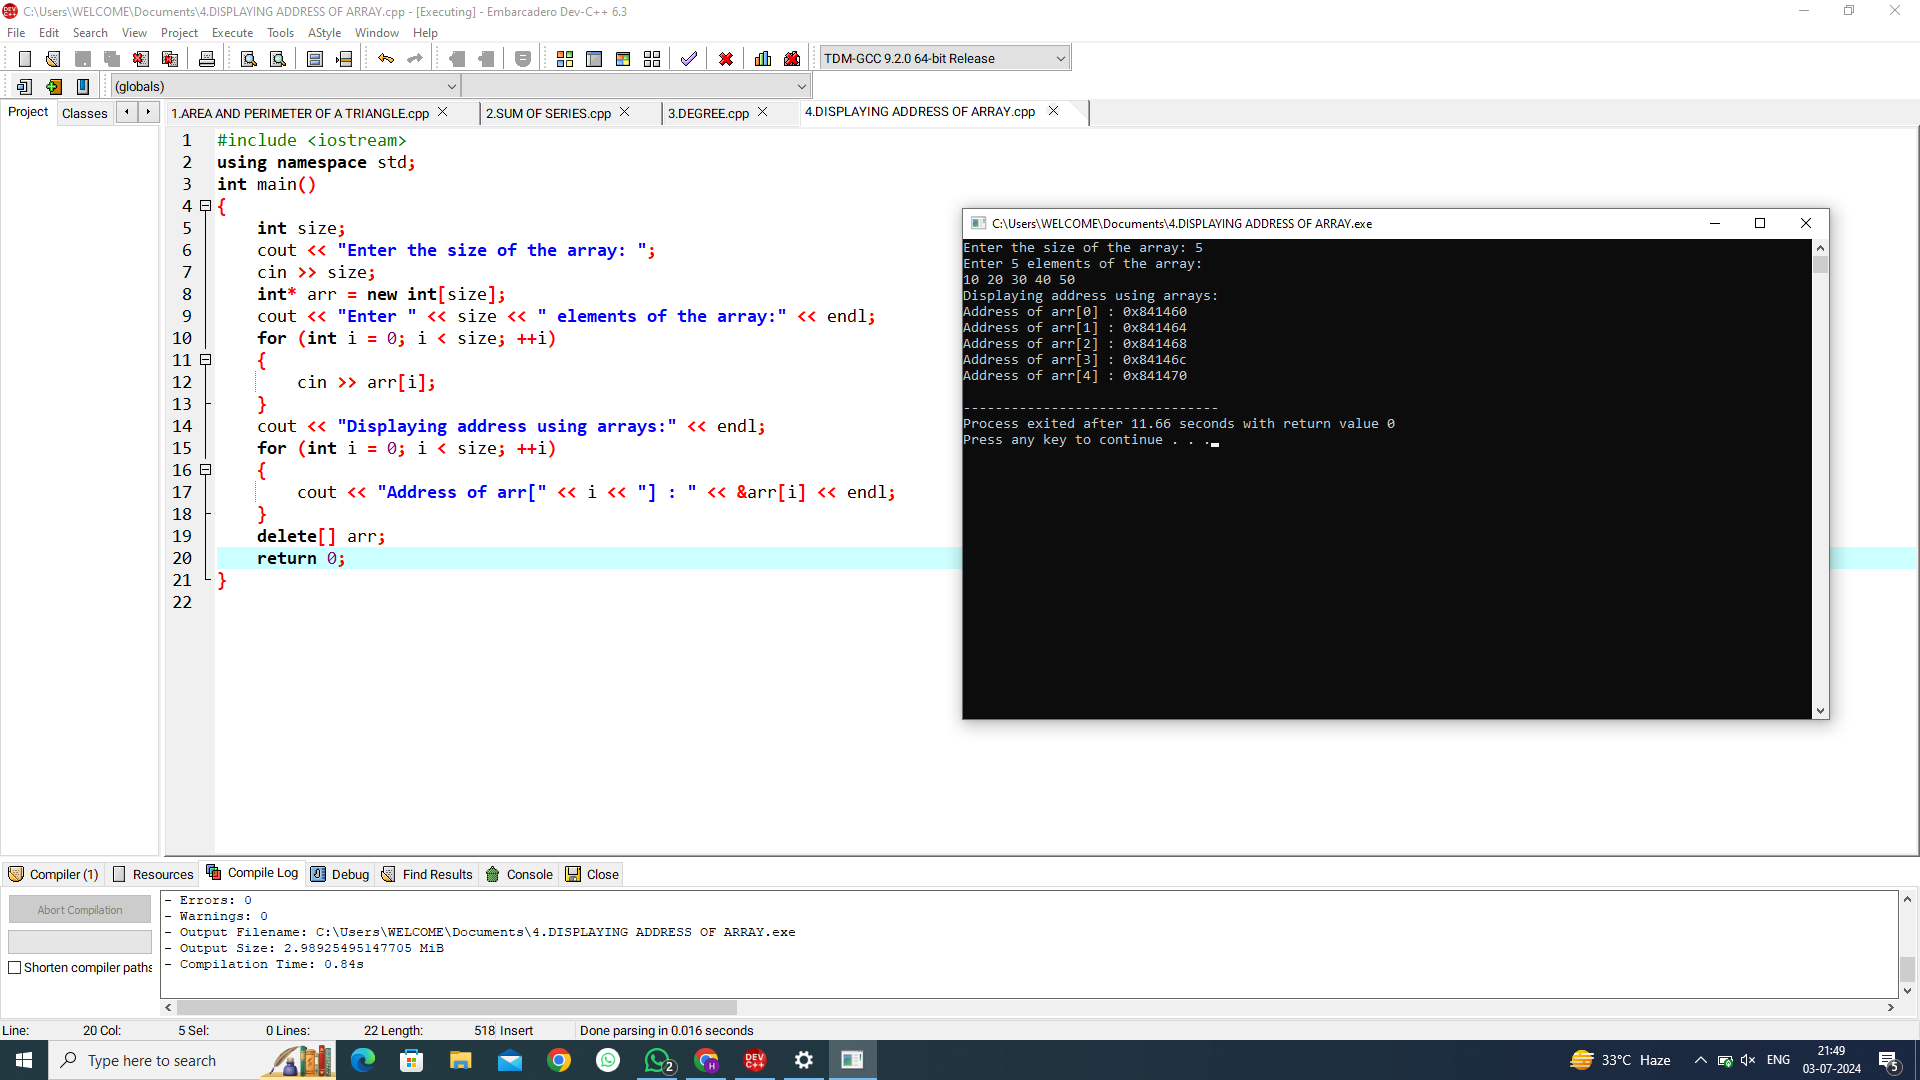 C:\Users\WELCOME\Documents\4.DISPLAYING ADDRESS OF ARRAY.cpp - [Executing] - Embarcadero Dev-C++ 6.3
File Edit Search View Project Execute Tools AStyle Window Help
TDM-GCC 9.2.0 64-bit Release
(globals)
Project Classes
1.AREA AND PERIMETER OF A TRIANGLE.cpp 2.SUM OF SERIES.cpp 3.DEGREE.cpp 4.DISPLAYING ADDRESS OF ARRAY.cpp
1 #include <iostream>
2 using namespace std;
3 int main()
4 {
5 int size;
6 cout << "Enter the size of the array: ";
7 cin >> size;
8 int* arr = new int[size];
9 cout << "Enter " << size << " elements of the array:" << endl;
10 for (int i = 0; i < size; ++i)
11 {
12 cin >> arr[i];
13 }
14 cout << "Displaying address using arrays:" << endl;
15 for (int i = 0; i < size; ++i)
16 {
17 cout << "Address of arr[" << i << "] : " << &arr[i] << endl;
18 }
19 delete[] arr;
20 return 0;
21 }
22
C:\Users\WELCOME\Documents\4.DISPLAYING ADDRESS OF ARRAY.exe
Enter the size of the array: 5
Enter 5 elements of the array:
10 20 30 40 50
Displaying address using arrays:
Address of arr[0] : 0x841460
Address of arr[1] : 0x841464
Address of arr[2] : 0x841468
Address of arr[3] : 0x84146c
Address of arr[4] : 0x841470
--------------------------------
Process exited after 11.66 seconds with return value 0
Press any key to continue . . .
Compiler (1) Resources Compile Log Debug Find Results Console Close
Abort Compilation
Shorten compiler paths
- Errors: 0
- Warnings: 0
- Output Filename: C:\Users\WELCOME\Documents\4.DISPLAYING ADDRESS OF ARRAY.exe
- Output Size: 2.98925495147705 MiB
- Compilation Time: 0.84s
Line: 20 Col: 5 Sel: 0 Lines: 22 Length: 518 Insert Done parsing in 0.016 seconds
Type here to search
2
H
DEV C++
33°C Haze
ENG
21:49
03-07-2024
5